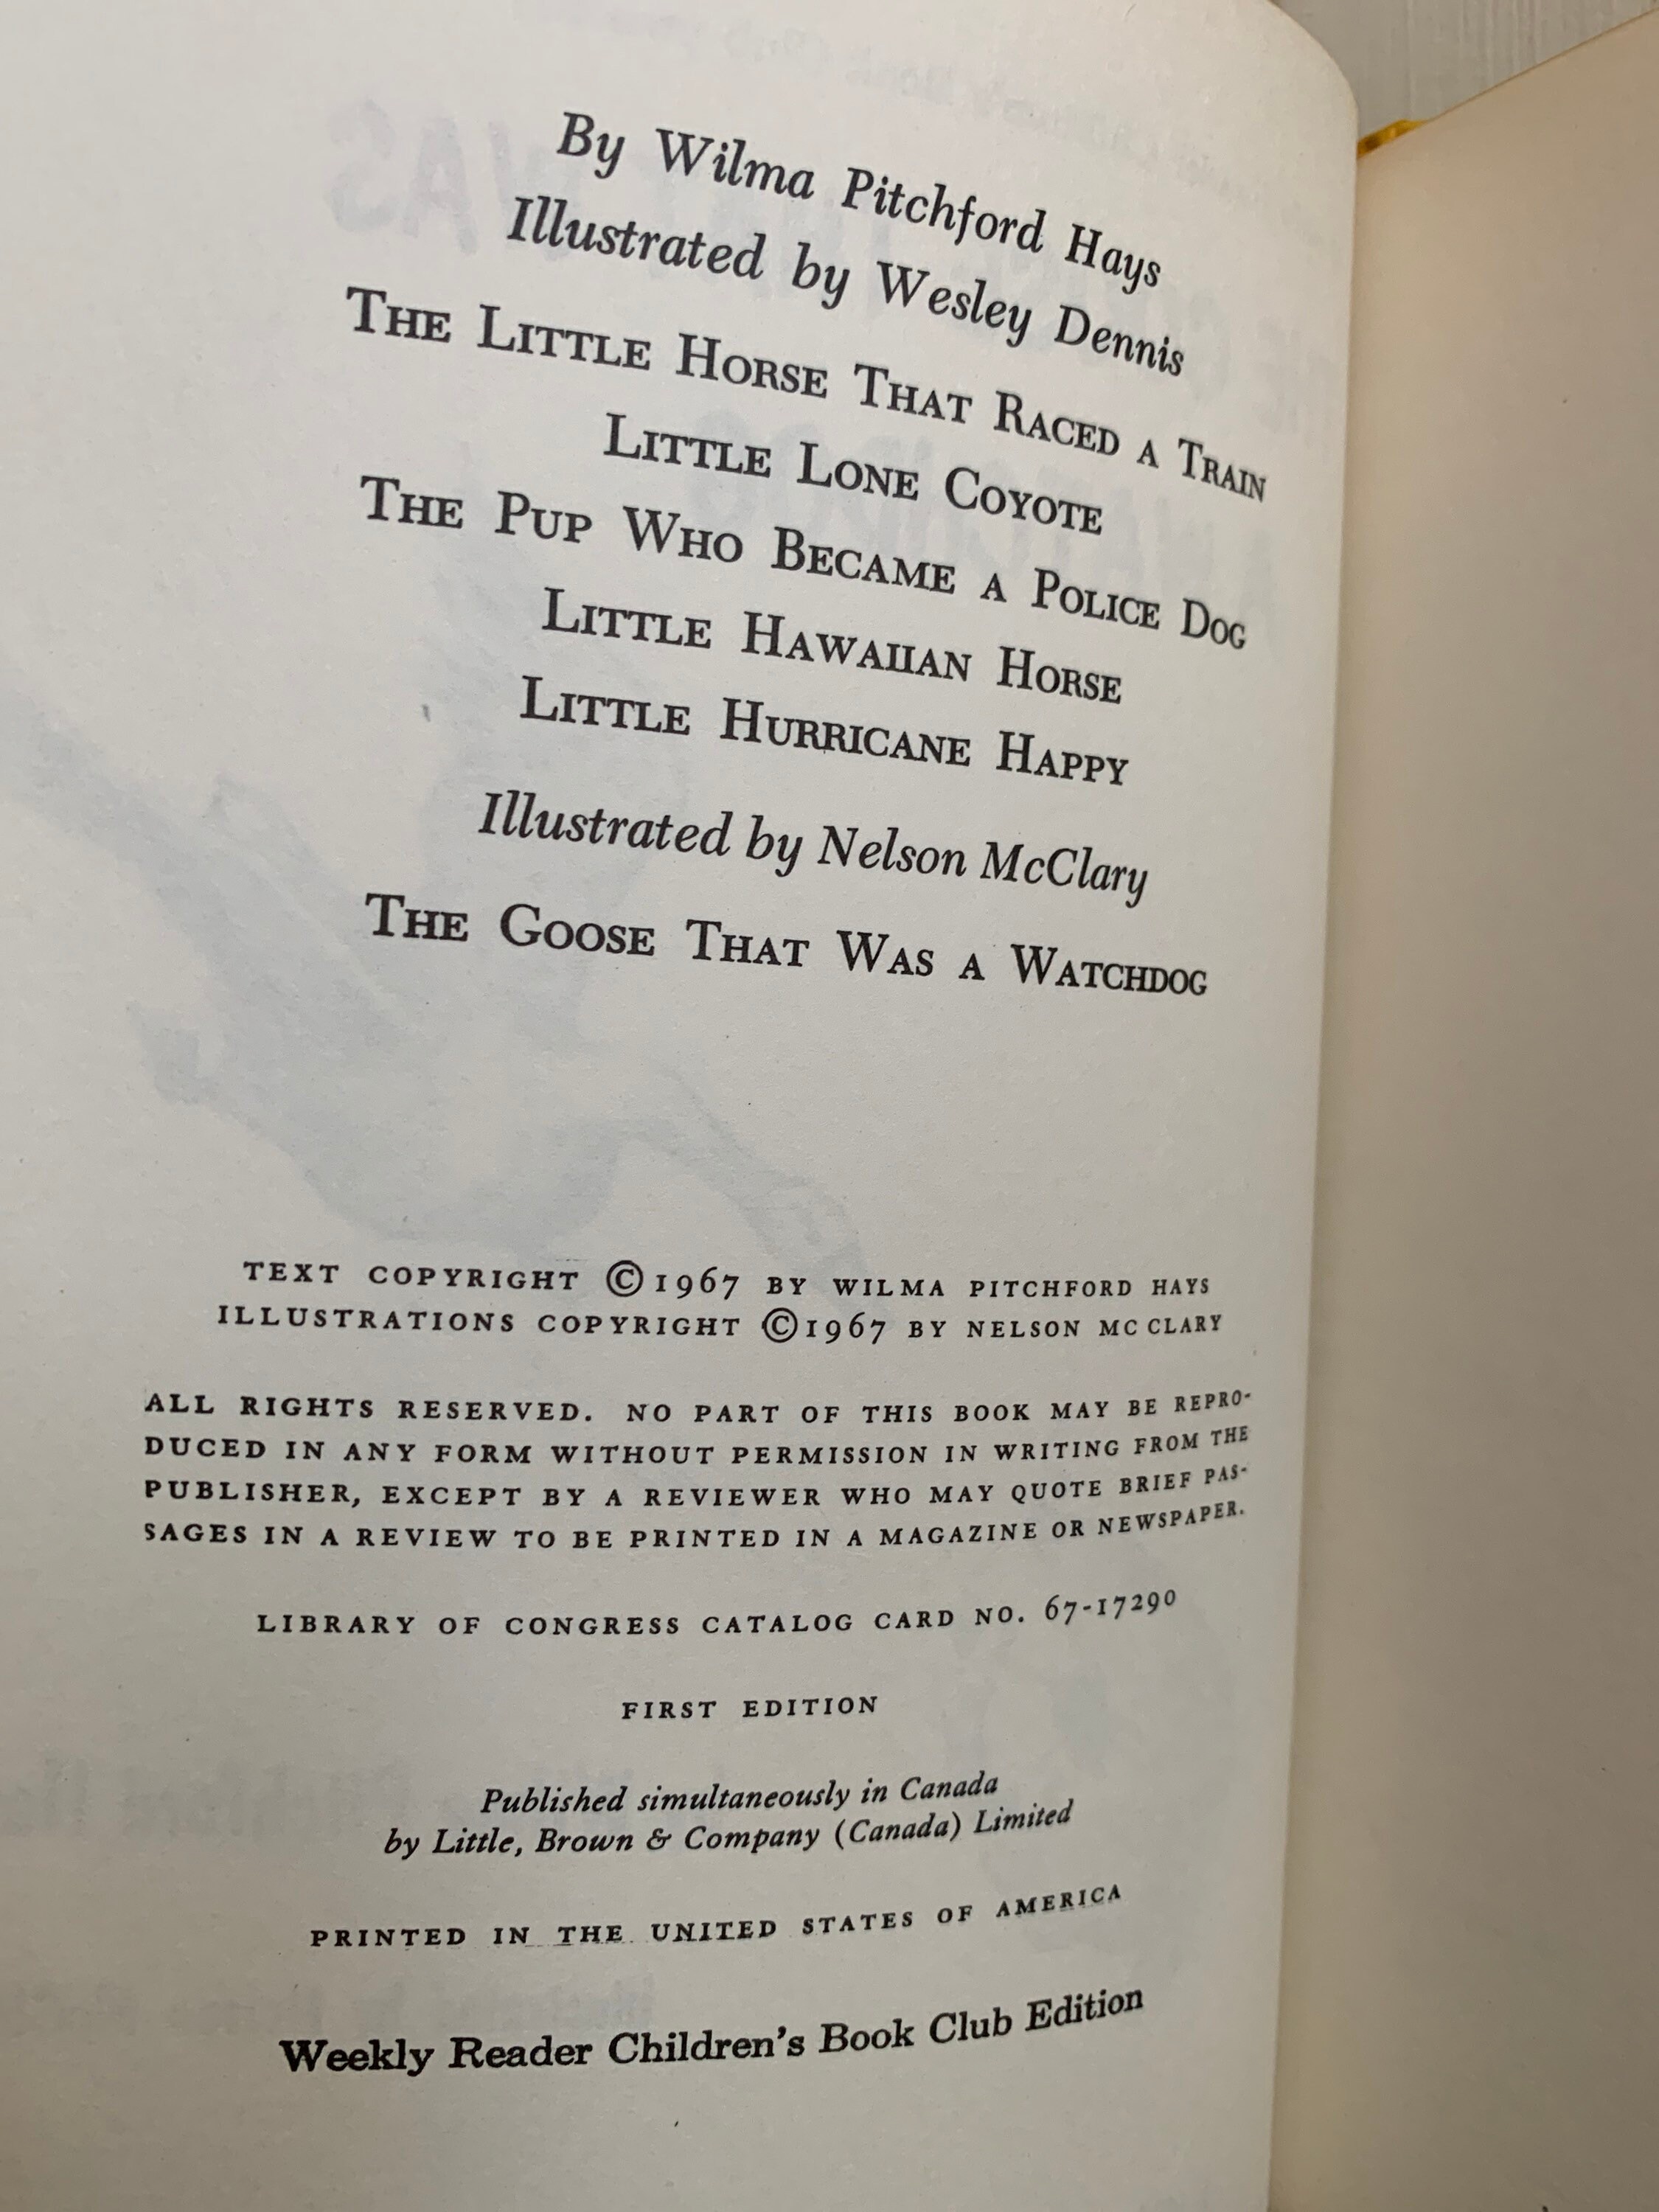 By Wilma Pitchford Hays
Illustrated by Wesley Dennis
THE LITTLE HORSE THAT RACED A TRAIN
LITTLE LONE COYOTE
THE PUP WHO BECAME A POLICE DOG
LITTLE HAWAIIAN HORSE
LITTLE HURRICANE HAPPY
Illustrated by Nelson McClary
THE GOOSE THAT WAS A WATCHDOG
TEXT COPYRIGHT © 1967 BY WILMA PITCHFORD HAYS
ILLUSTRATIONS COPYRIGHT © 1967 BY NELSON MC CLARY
ALL RIGHTS RESERVED. NO PART OF THIS BOOK MAY BE REPRO-
DUCED IN ANY FORM WITHOUT PERMISSION IN WRITING FROM THE
PUBLISHER, EXCEPT BY A REVIEWER WHO MAY QUOTE BRIEF PAS-
SAGES IN A REVIEW TO BE PRINTED IN A MAGAZINE OR NEWSPAPER.
LIBRARY OF CONGRESS CATALOG CARD NO. 67-17290
FIRST EDITION
Published simultaneously in Canada
by Little, Brown & Company (Canada) Limited
PRINTED IN THE UNITED STATES OF AMERICA
Weekly Reader Children's Book Club Edition